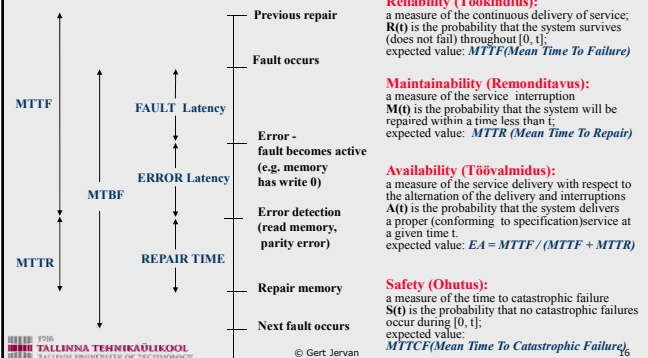 Previous repair
Fault occurs
MTTF
FAULT Latency
Error -
fault becomes active
(e.g. memory
has write 0)
ERROR Latency
MTBF
Error detection
(read memory,
parity error)
MTTR
REPAIR TIME
Repair memory
Next fault occurs
Reliability (Töökindlus):
a measure of the continuous delivery of service;
R(t) is the probability that the system survives
(does not fail) throughout [0, t];
expected value: MTTF(Mean Time To Failure)
Maintainability (Remonditavus):
a measure of the service interruption
M(t) is the probability that the system will be
repaired within a time less than t;
expected value: MTTR (Mean Time To Repair)
Availability (Töövalmidus):
a measure of the service delivery with respect to
the alternation of the delivery and interruptions
A(t) is the probability that the system delivers
a proper (conforming to specification)service at
a given time t.
expected value: EA = MTTF / (MTTF + MTTR)
Safety (Ohutus):
a measure of the time to catastrophic failure
S(t) is the probability that no catastrophic failures
occur during [0, t];
expected value:
MTTCF(Mean Time To Catastrophic Failure)
1918
TALLINNA TEHNIKAÜLIKOOL
TALLINN UNIVERSITY OF TECHNOLOGY
© Gert Jervan
16